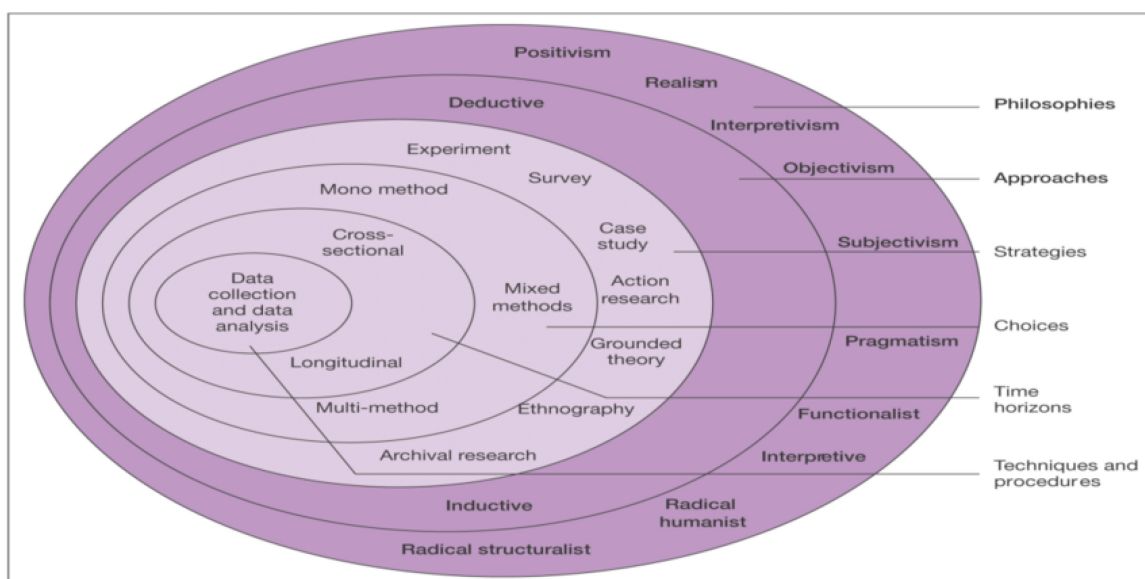 Positivism
Realism
Deductive
Philosophies
Interpretivism
Experiment
Objectivism
Survey
Approaches
Mono method
Case
study
Cross-
sectional
Subjectivism
Strategies
Data
collection
and data
analysis
Mixed
methods
Action
research
Choices
Grounded
theory
Pragmatism
Longitudinal
Time
horizons
Multi-method
Ethnography
Functionalist
Archival research
Interpretive
Techniques and
procedures
Inductive
Radical
humanist
Radical structuralist